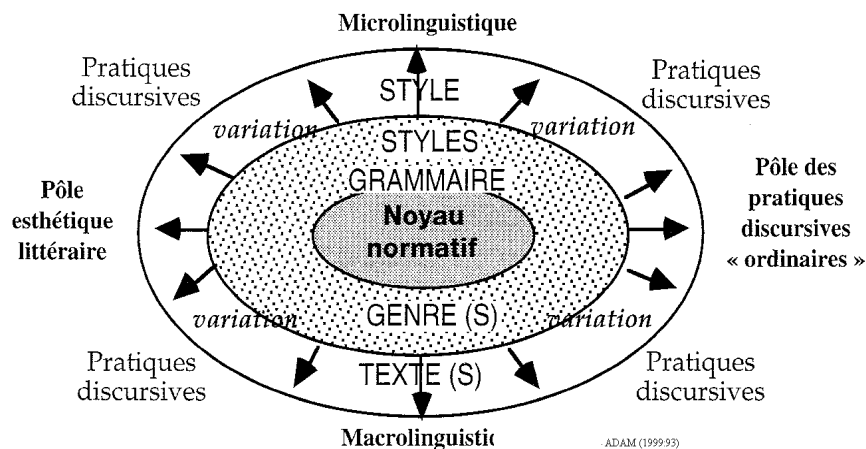 Microlinguistique
Pratiques
discursives
Pratiques
discursives
STYLE
variation
variation
STYLES
GRAMMAIRE
Pôle
esthétique
littéraire
Noyau
normatif
Pôle des
pratiques
discursives
« ordinaires »
variation
GENRE (S)
variation
Pratiques
discursives
TEXTE (S)
Pratiques
discursives
Macrolinguistic
ADAM (1999:93)